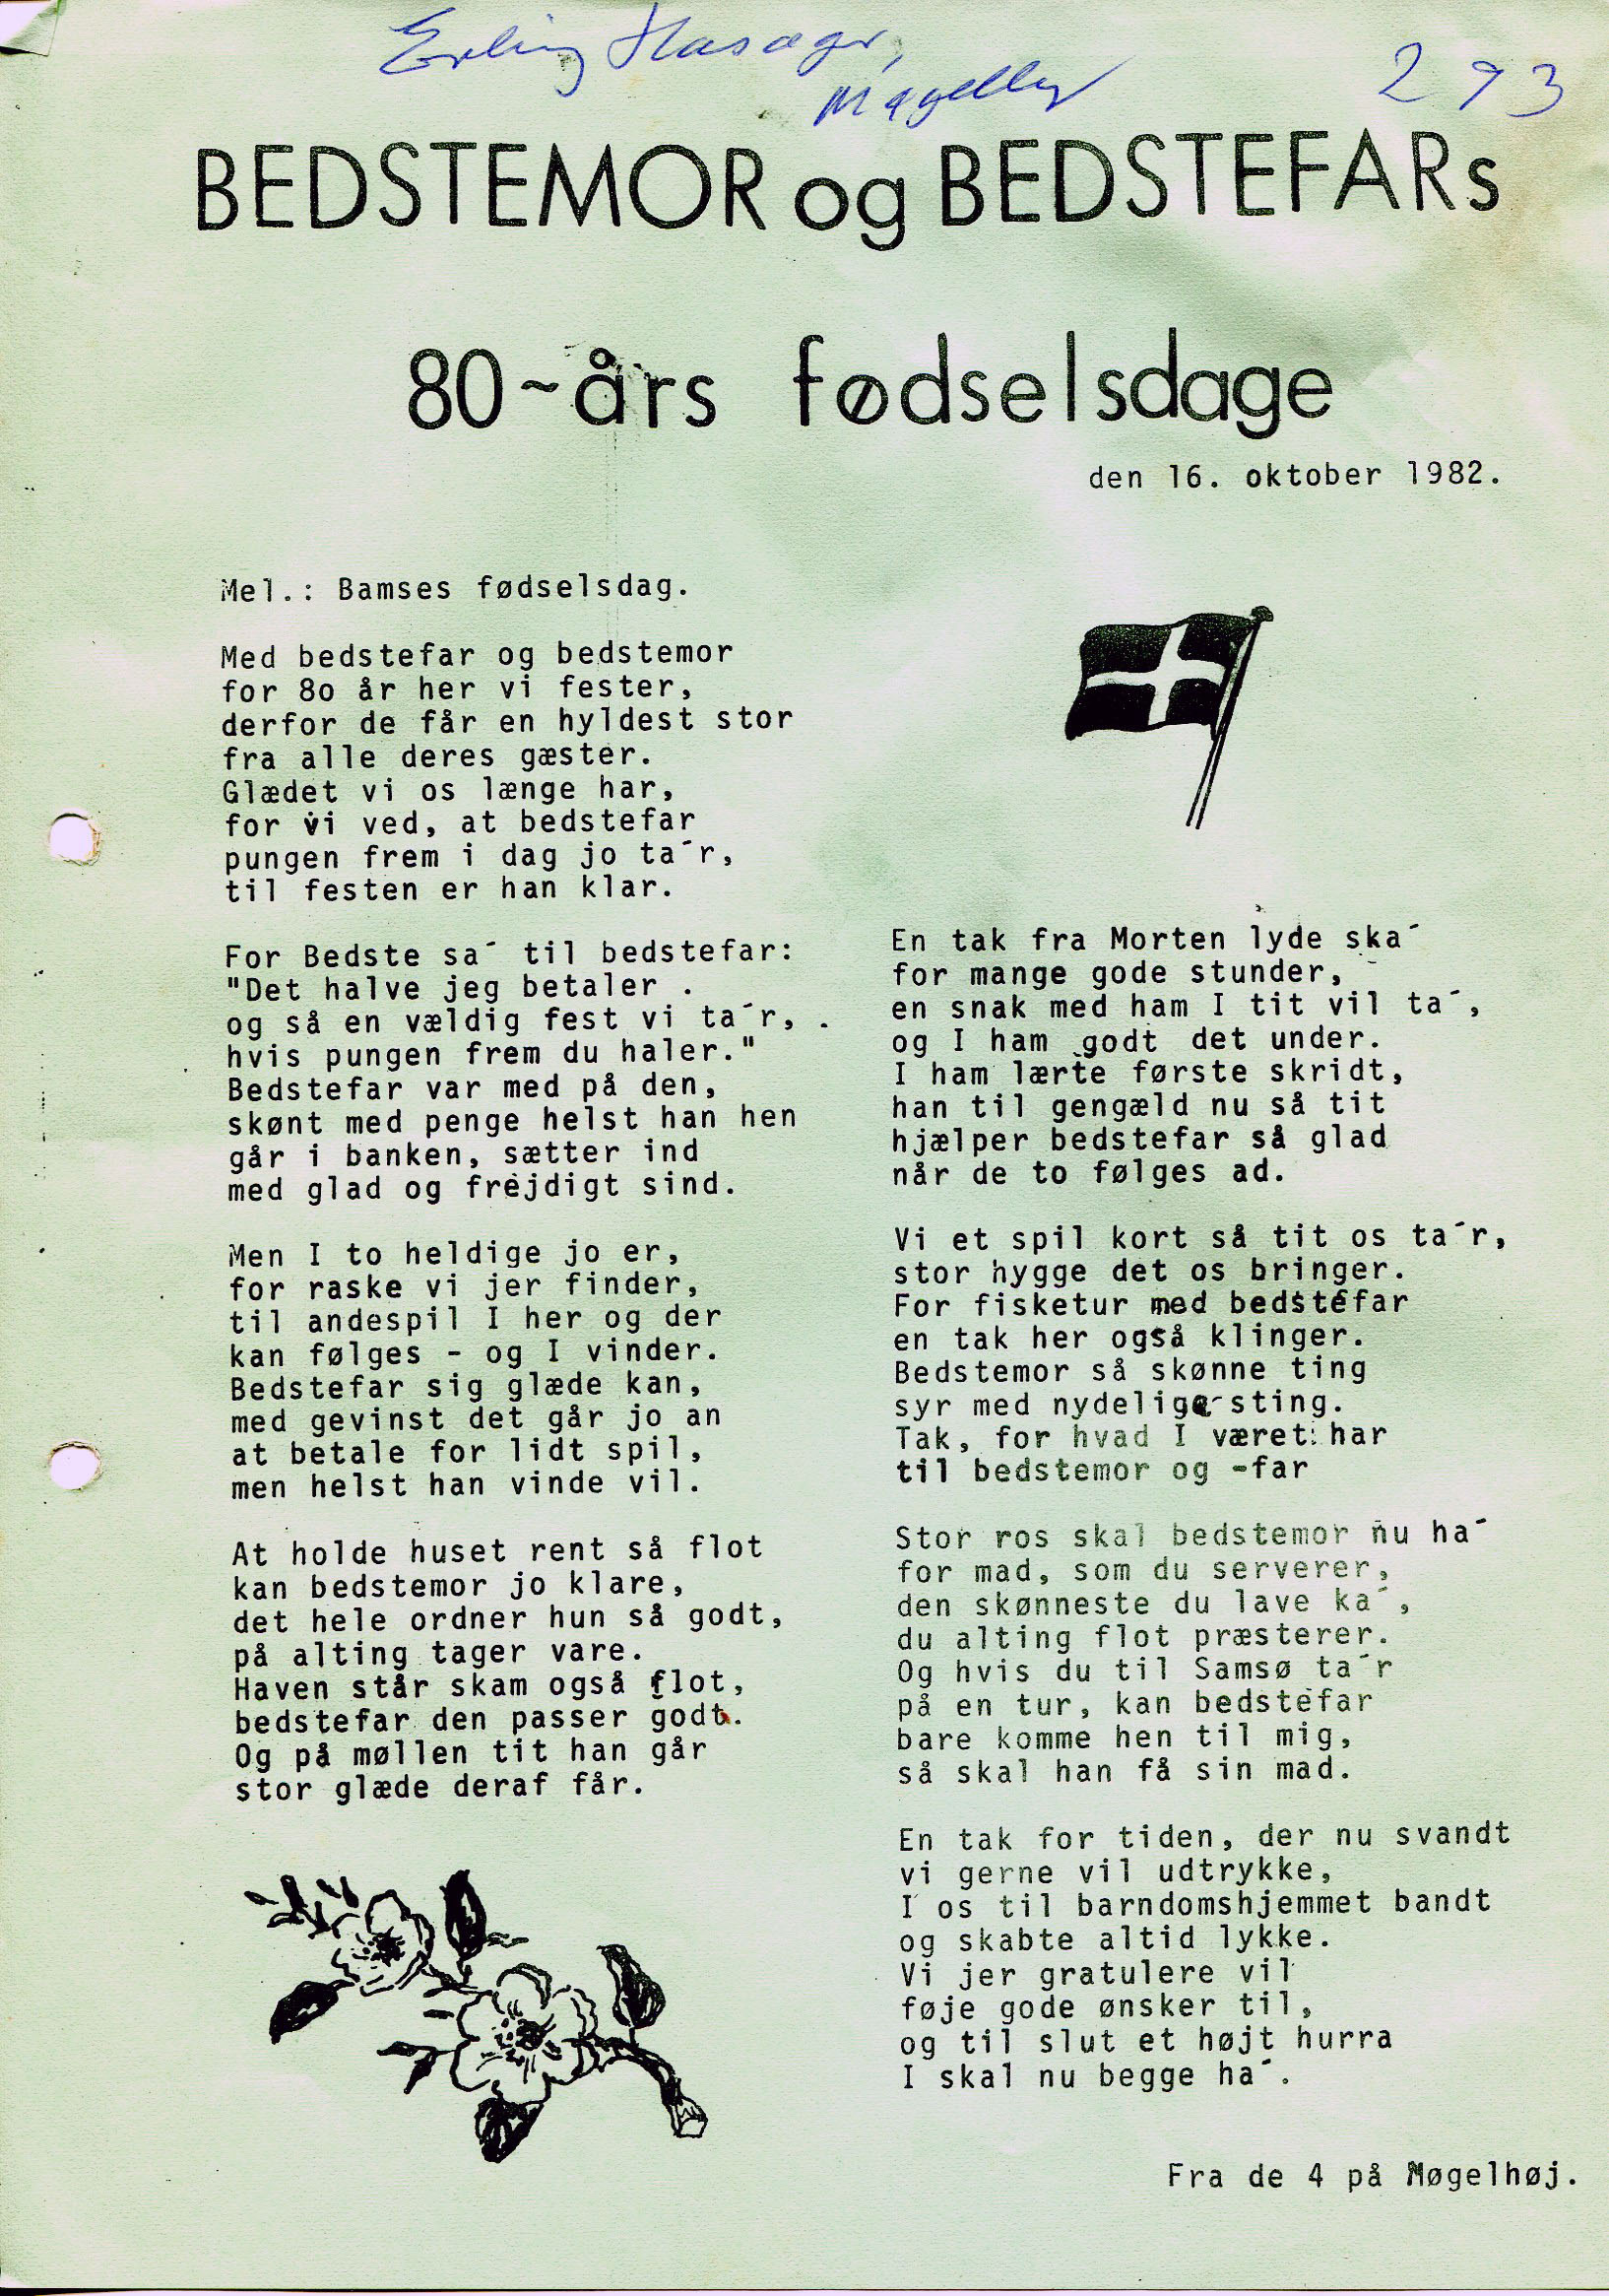 Erling Hasager,
Magelby
293
BEDSTEMOR og BEDSTEFARs
80~års fødselsdage
den 16. oktober 1982.
Mel.: Bamses fødselsdag.
Med bedstefar og bedstemor
for 8o år her vi fester,
derfor de får en hyldest stor
fra alle deres gæster.
Glædet vi os længe har,
for vi ved, at bedstefar
pungen frem i dag jo ta´r,
til festen er han klar.
For Bedste sa´ til bedstefar:
"Det halve jeg betaler .
og så en vældig fest vi ta´r,
hvis pungen frem du haler."
Bedstefar var med på den,
skønt med penge helst han hen
går i banken, sætter ind
med glad og frejdigt sind.
Men I to heldige jo er,
for raske vi jer finder,
til andespil I her og der
kan følges - og I vinder.
Bedstefar sig glæde kan,
med gevinst det går jo an
at betale for lidt spil,
men helst han vinde vil.
At holde huset rent så flot
kan bedstemor jo klare,
det hele ordner hun så godt,
på alting tager vare.
Haven står skam også flot,
bedstefar den passer godt.
Og på møllen tit han går
stor glæde deraf får.
En tak fra Morten lyde ska´
for mange gode stunder,
en snak med ham I tit vil ta´,
og I ham godt det under.
I ham lærte første skridt,
han til gengæld nu så tit
hjælper bedstefar så glad
når de to følges ad.
Vi et spil kort så tit os ta´r,
stor hygge det os bringer.
For fisketur med bedstefar
en tak her også klinger.
Bedstemor så skønne ting
syr med nydelige sting.
Tak, for hvad I været har
til bedstemor og -far
Stor ros skal bedstemor nu ha´
for mad, som du serverer,
den skønneste du lave ka´,
du alting flot præsterer.
Og hvis du til Samsø ta´r
på en tur, kan bedstefar
bare komme hen til mig,
så skal han få sin mad.
En tak for tiden, der nu svandt
vi gerne vil udtrykke,
I os til barndomshjemmet bandt
og skabte altid lykke.
Vi jer gratulere vil
føje gode ønsker til,
og til slut et højt hurra
I skal nu begge ha´.
Fra de 4 på Møgelhøj.